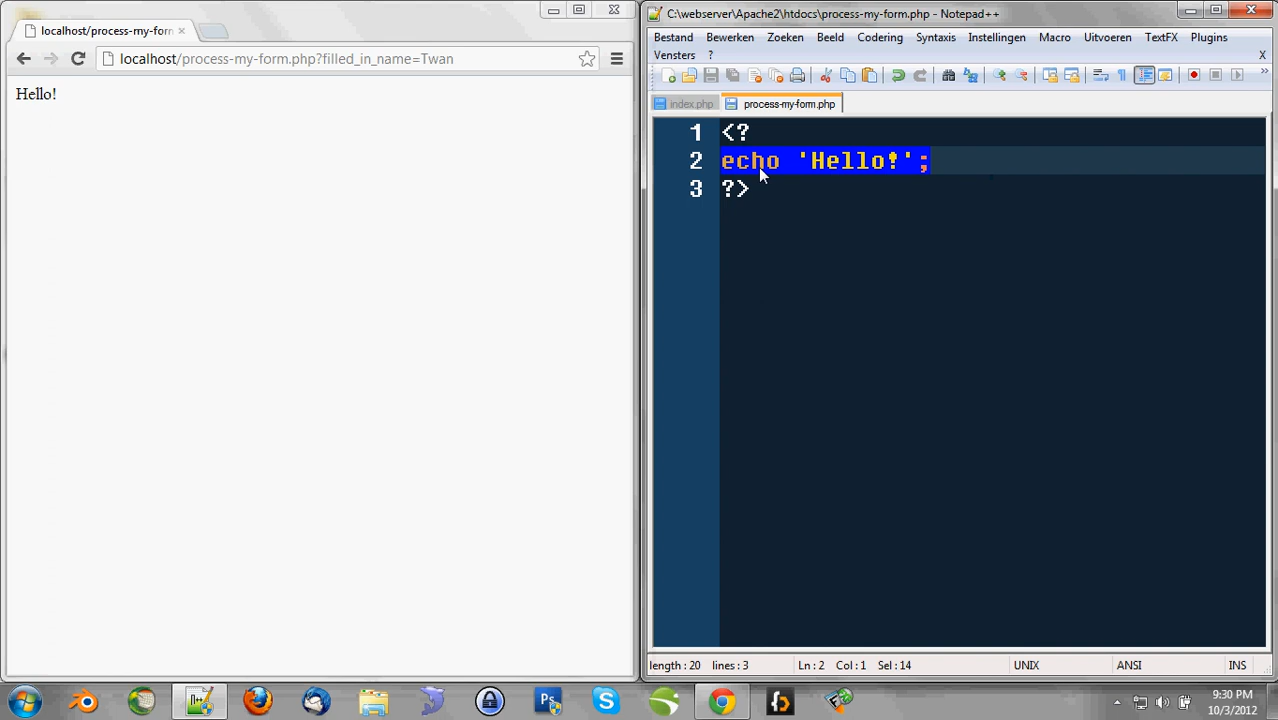 localhost/process-my-forn
localhost/process-my-form.php?filled_in_name=Twan
Hello!
C:\webserver\Apache2\htdocs\process-my-form.php - Notepad++
Bestand Bewerken Zoeken Beeld Codering Syntaxis Instellingen Macro Uitvoeren TextFX Plugins
Vensters ? X
index.php process-my-form.php
1 <?
2 echo 'Hello!';
3 ?>
length : 20 lines : 3 Ln : 2 Col : 1 Sel : 14 UNIX ANSI INS
9:30 PM
10/3/2012